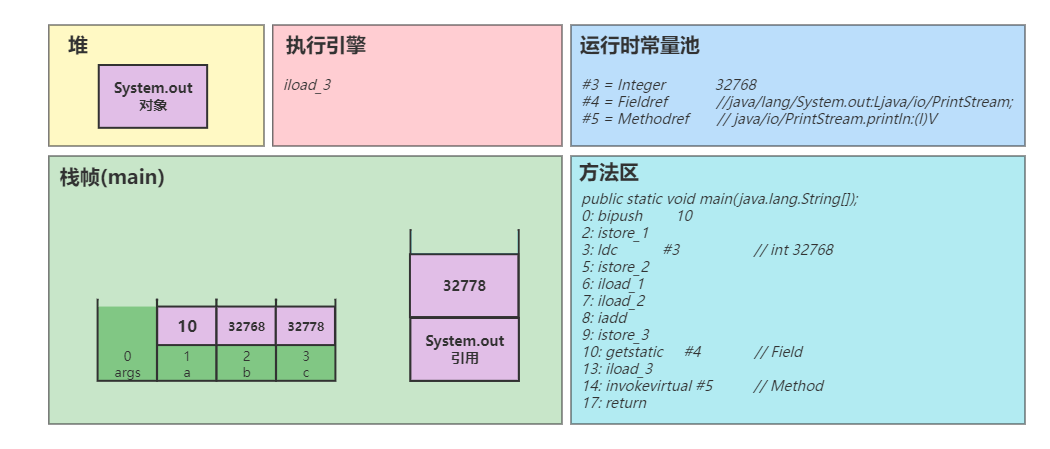 堆
System.out
对象
执行引擎
iload_3
运行时常量池
#3 = Integer 32768
#4 = Fieldref //java/lang/System.out:Ljava/io/PrintStream;
#5 = Methodref // java/io/PrintStream.println:(I)V
栈帧(main)
10
32768
32778
0
args
1
a
2
b
3
c
32778
System.out
引用
方法区
public static void main(java.lang.String[]);
0: bipush 10
2: istore_1
3: ldc #3 // int 32768
5: istore_2
6: iload_1
7: iload_2
8: iadd
9: istore_3
10: getstatic #4 // Field
13: iload_3
14: invokevirtual #5 // Method
17: return